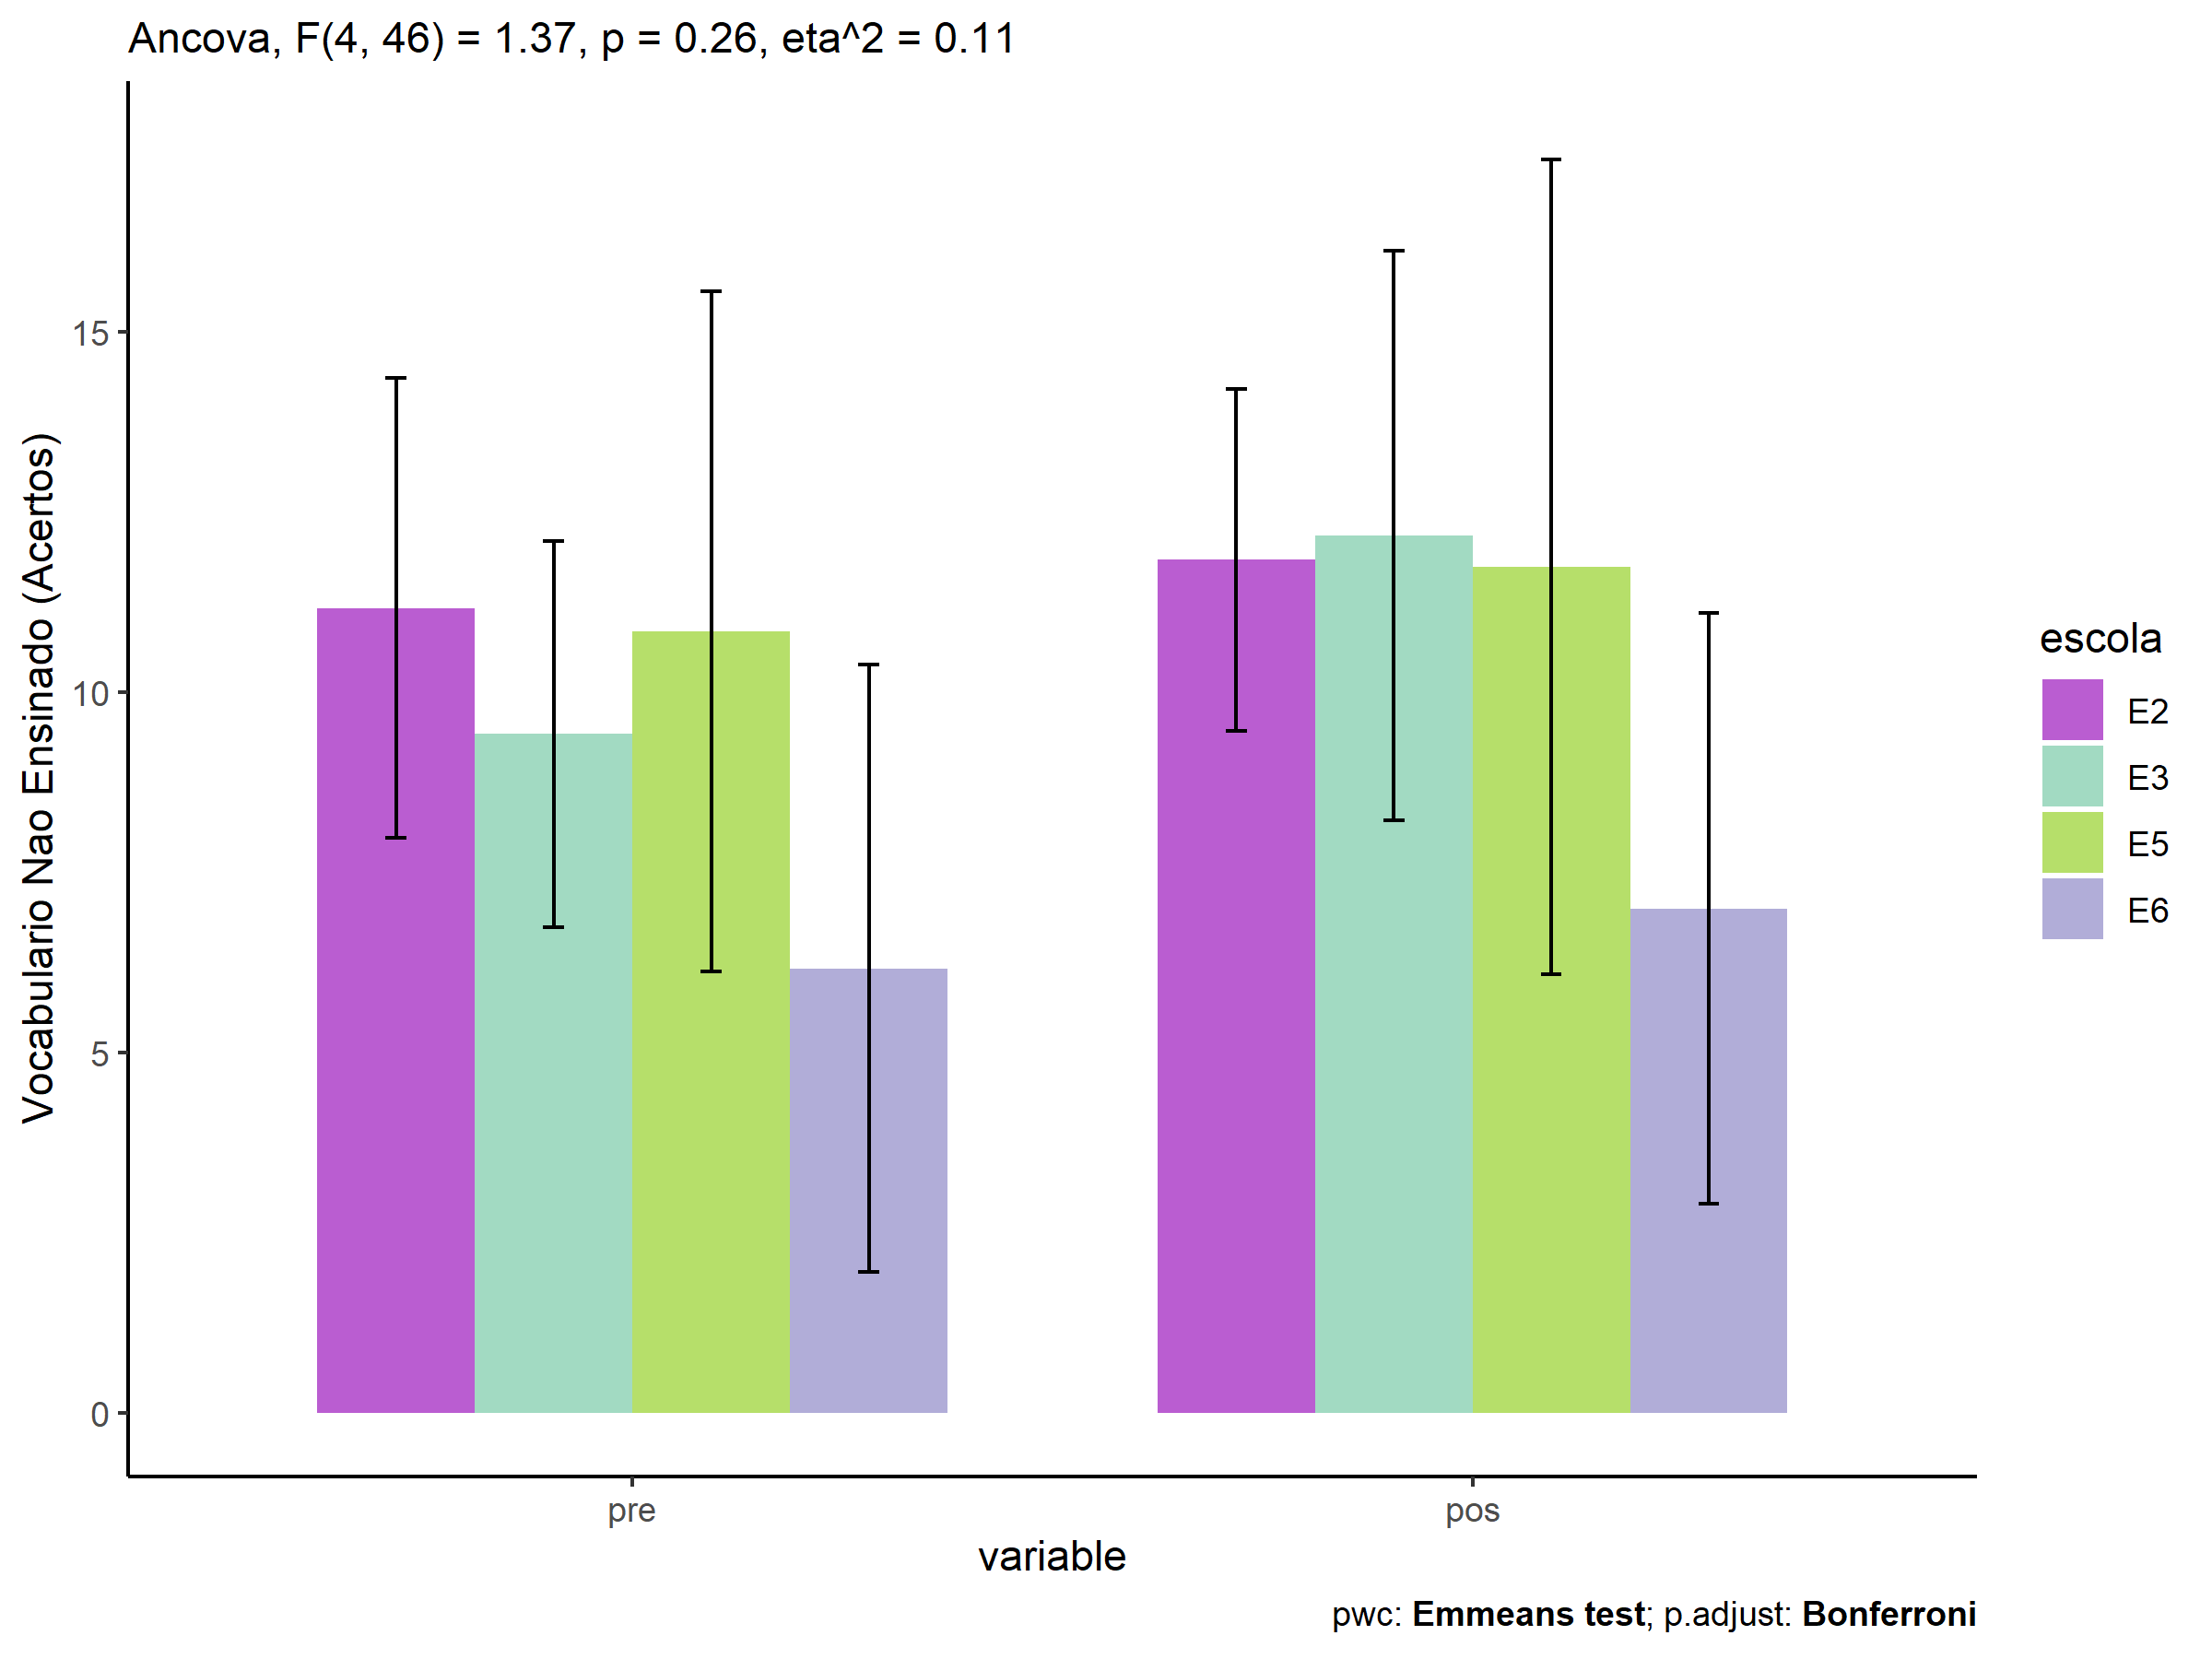 Ancova, F(4, 46) = 1.37, p = 0.26, eta^2 = 0.11
Vocabulario Nao Ensinado (Acertos)
15
10
5
0
pre
pos
variable
escola
E2
E3
E5
E6
pwc: Emmeans test; p.adjust: Bonferroni